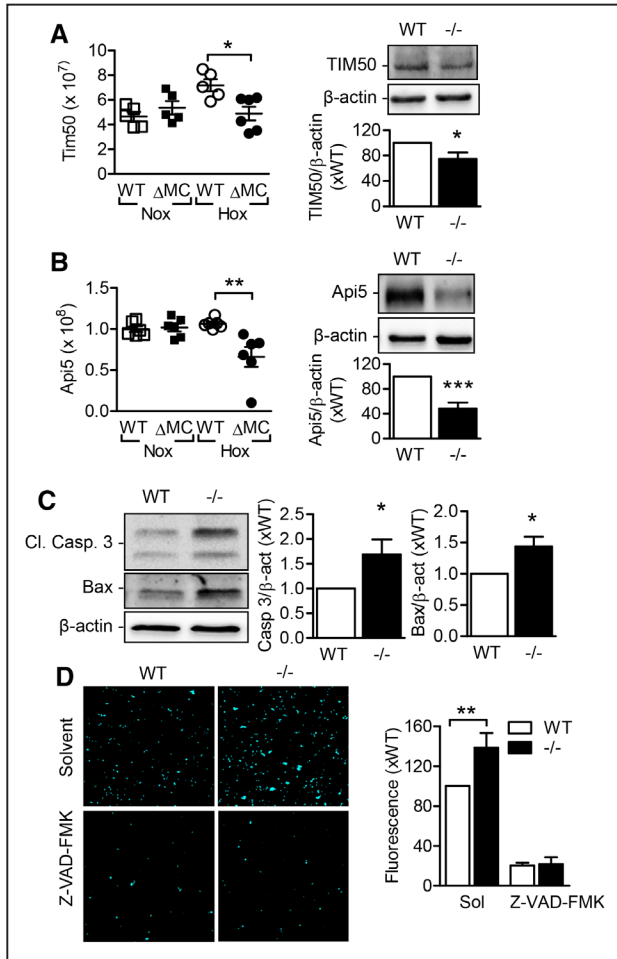 A
Tim50 (x 10⁷)
10
8
6
4
2
0
*
WT ΔMC WT ΔMC
Nox Hox
WT -/-
TIM50
β-actin
TIM50/β-actin
(xWT)
120
80
40
0
*
WT -/-
B
Api5 (x 10⁸)
1.5
1.0
0.5
0.0
**
WT ΔMC WT ΔMC
Nox Hox
WT -/-
Api5
β-actin
Api5/β-actin
(xWT)
120
80
40
0
***
WT -/-
C
WT -/-
Cl. Casp. 3
Bax
β-actin
Casp 3/β-act (xWT)
2.5
2.0
1.5
1.0
0.5
0.0
*
WT -/-
Bax/β-act (xWT)
2.0
1.5
1.0
0.5
0.0
*
WT -/-
D
WT -/-
Solvent
Z-VAD-FMK
Fluorescence (xWT)
160
120
80
40
0
**
WT
-/-
Sol Z-VAD-FMK